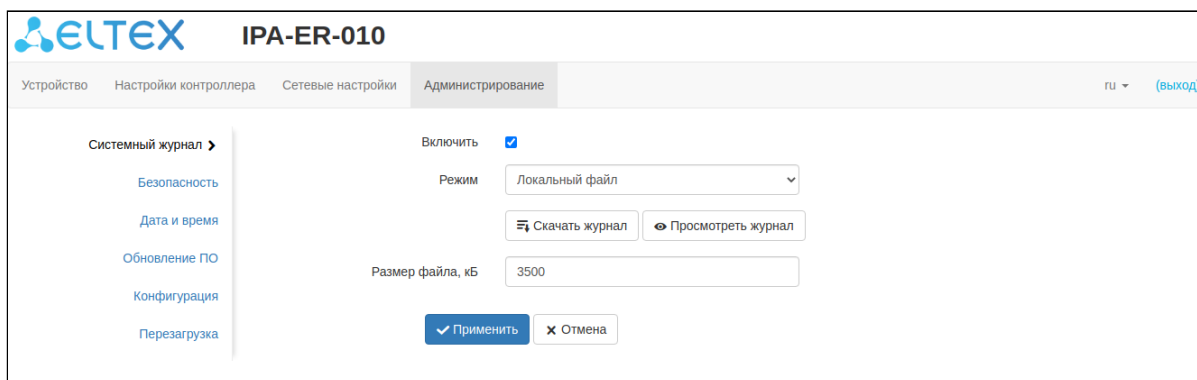 ELTEX IPA-ER-010
Устройство Настройки контроллера Сетевые настройки Администрирование ru (выход)
Системный журнал
Безопасность
Дата и время
Обновление ПО
Конфигурация
Перезагрузка
Включить
Режим Локальный файл
Скачать журнал Просмотреть журнал
Размер файла, кБ 3500
Применить Отмена